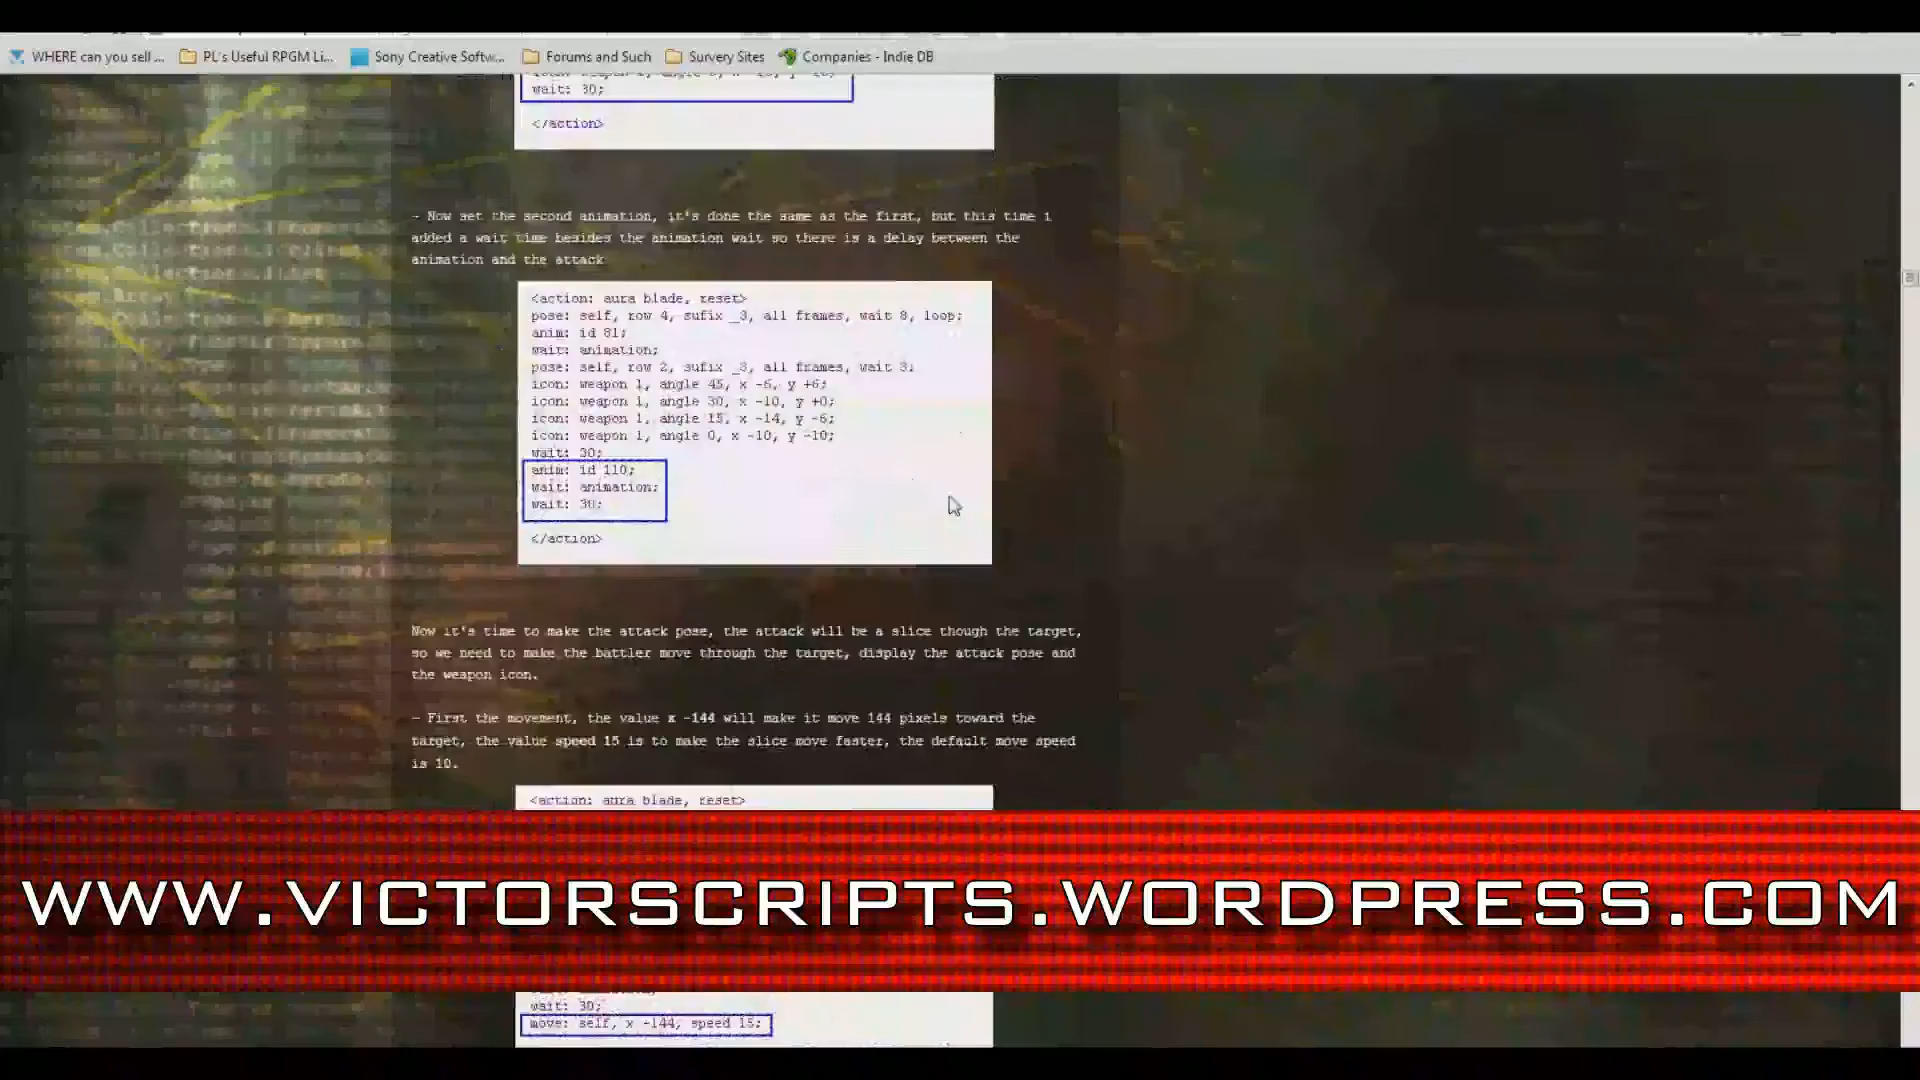 WHERE can you sell ... PL's Useful RPGM Li... Sony Creative Softw... Forums and Such Survery Sites Companies - Indie DB
wait: 30;
</action>
- Now set the second animation, it's done the same as the first, but this time i
added a wait time besides the animation wait so there is a delay between the
animation and the attack
<action: aura blade, reset>
pose: self, row 4, sufix _3, all frames, wait 8, loop;
anim: id 81;
wait: animation;
pose: self, row 2, sufix _3, all frames, wait 3;
icon: weapon 1, angle 45, x -6, y +6;
icon: weapon 1, angle 30, x -10, y +0;
icon: weapon 1, angle 15, x -14, y -6;
icon: weapon 1, angle 0, x -10, y -10;
wait: 30;
anim: id 110;
wait: animation;
wait: 30;
</action>
Now it's time to make the attack pose, the attack will be a slice though the target,
so we need to make the battler move through the target, display the attack pose and
the weapon icon.
- First the movement, the value x -144 will make it move 144 pixels toward the
target, the value speed 15 is to make the slice move faster, the default move speed
is 10.
<action: aura blade, reset>
WWW.VICTORSCRIPTS.WORDPRESS.COM
wait: 30;
move: self, x -144, speed 15;